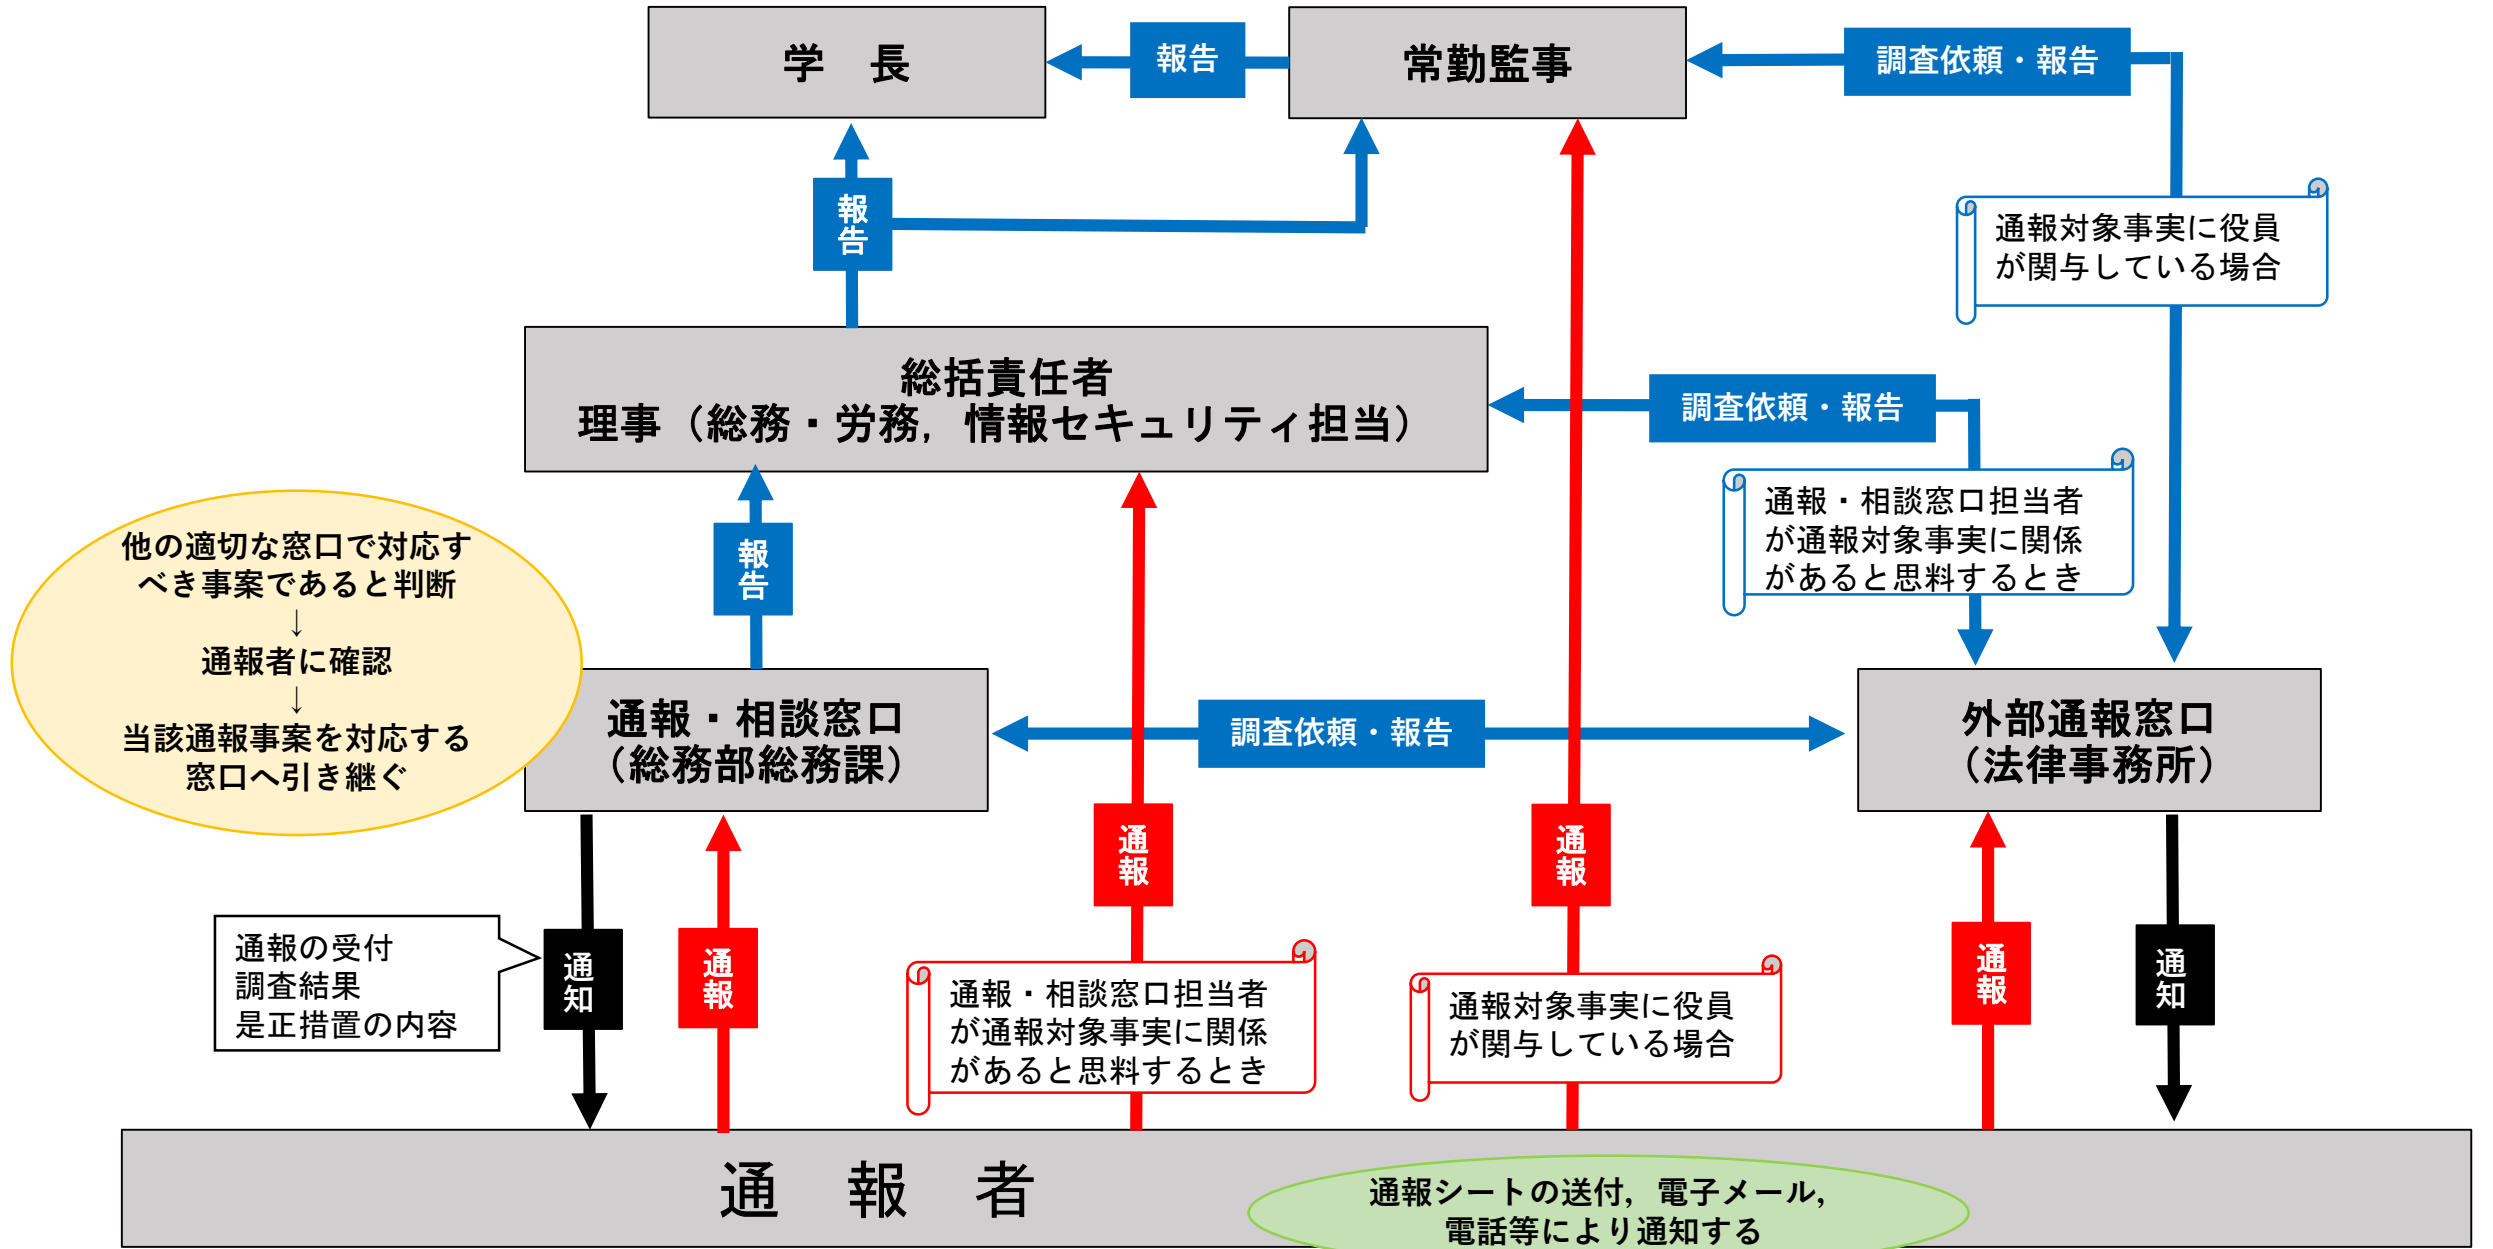 学　長
報告
常勤監事
調査依頼・報告
報告
通報対象事実に役員
が関与している場合
総括責任者
理事（総務・労務，情報セキュリティ担当）
調査依頼・報告
通報・相談窓口担当者
が通報対象事実に関係
があると思料するとき
他の適切な窓口で対応す
べき事案であると判断
↓
通報者に確認
↓
当該通報事案を対応する
窓口へ引き継ぐ
報告
通報・相談窓口
（総務部総務課）
調査依頼・報告
外部通報窓口
（法律事務所）
通報
通報
通報の受付
調査結果
是正措置の内容
通知
通報
通報・相談窓口担当者
が通報対象事実に関係
があると思料するとき
通報対象事実に役員
が関与している場合
通報
通知
通　報　者
通報シートの送付，電子メール，
電話等により通知する